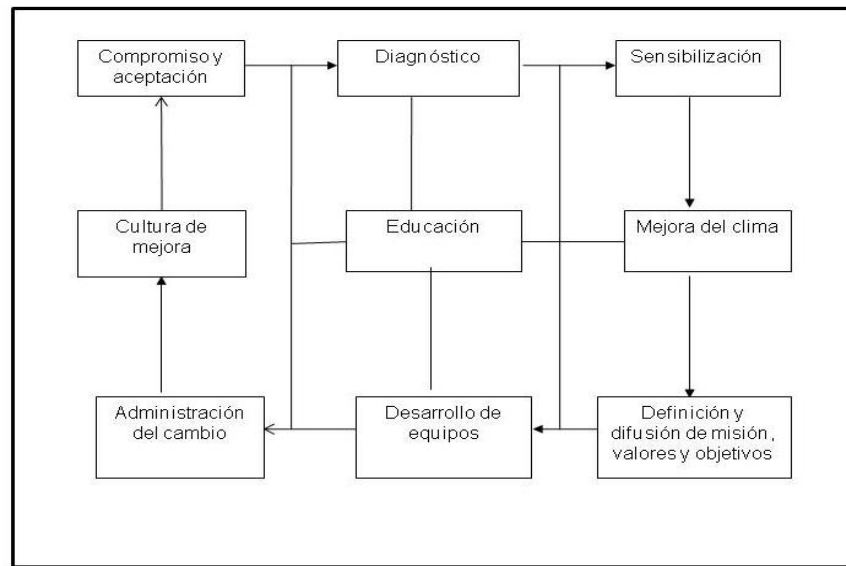 Compromiso y
aceptación
Diagnóstico
Sensibilización
Cultura de
mejora
Educación
Mejora del clima
Administración
del cambio
Desarrollo de
equipos
Definición y
difusión de misión,
valores y objetivos